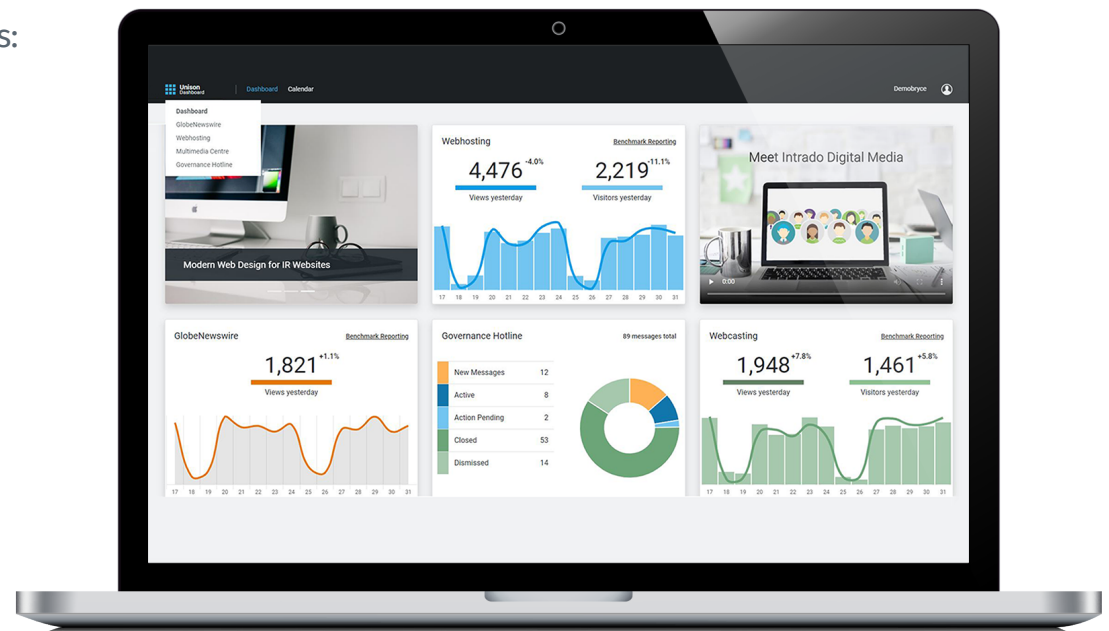 s:
Unison
Dashboard
Dashboard
Calendar
Demobryce
Dashboard
GlobeNewswire
Webhosting
Multimedia Centre
Governance Hotline
Modern Web Design for IR Websites
Webhosting
Benchmark Reporting
4,476 -4.0%
2,219 -11.1%
Views yesterday
Visitors yesterday
17 18 19 20 21 22 23 24 25 26 27 28 29 30 31
Meet Intrado Digital Media
0:00
GlobeNewswire
Benchmark Reporting
1,821 +1.1%
Views yesterday
17 18 19 20 21 22 23 24 25 26 27 28 29 30 31
Governance Hotline
89 messages total
New Messages 12
Active 8
Action Pending 2
Closed 53
Dismissed 14
Webcasting
Benchmark Reporting
1,948 +7.8%
1,461 +5.8%
Views yesterday
Visitors yesterday
17 18 19 20 21 22 23 24 25 26 27 28 29 30 31